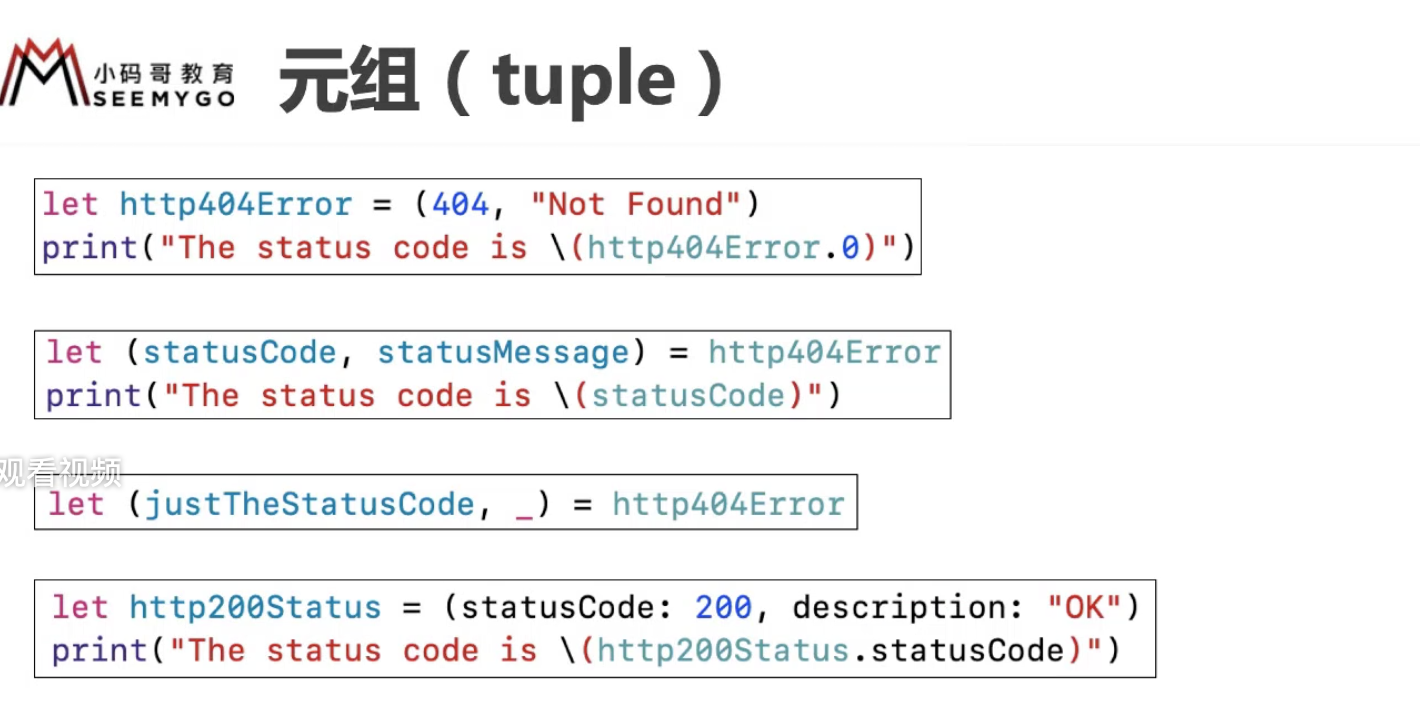 小码哥教育
SEEMYGO
元组（tuple）
let http404Error = (404, "Not Found")
print("The status code is \(http404Error.0)")
let (statusCode, statusMessage) = http404Error
print("The status code is \(statusCode)")
观看视频
let (justTheStatusCode, _) = http404Error
let http200Status = (statusCode: 200, description: "OK")
print("The status code is \(http200Status.statusCode)")